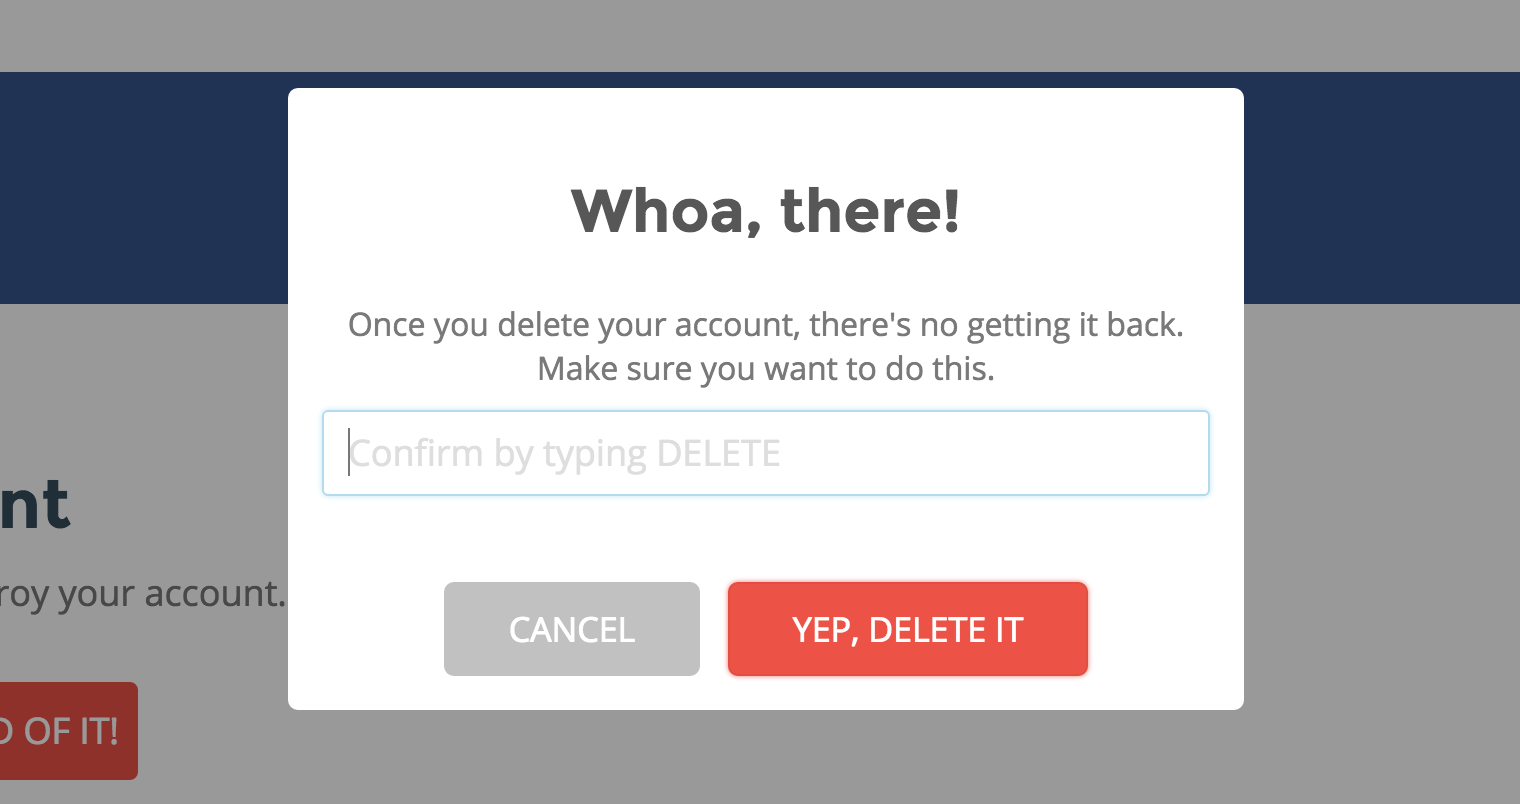 Whoa, there!
Once you delete your account, there's no getting it back.
Make sure you want to do this.
Confirm by typing DELETE
nt
roy your account.
CANCEL
YEP, DELETE IT
OF IT!